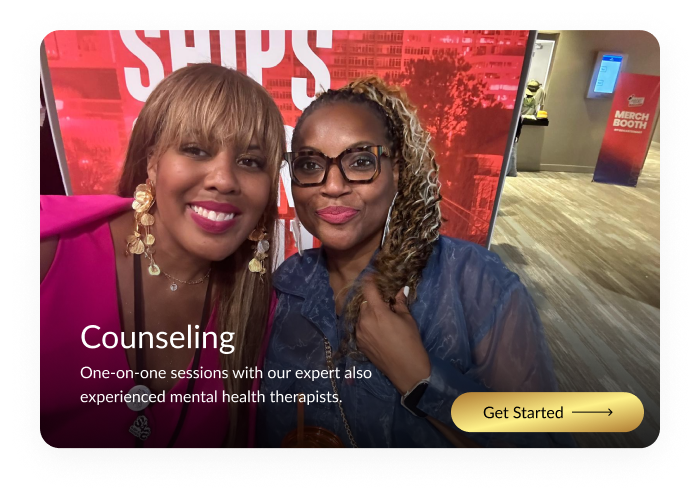 SHIPS
MERCH
BOOTH
Counseling
One-on-one sessions with our expert also
experienced mental health therapists.
Get Started